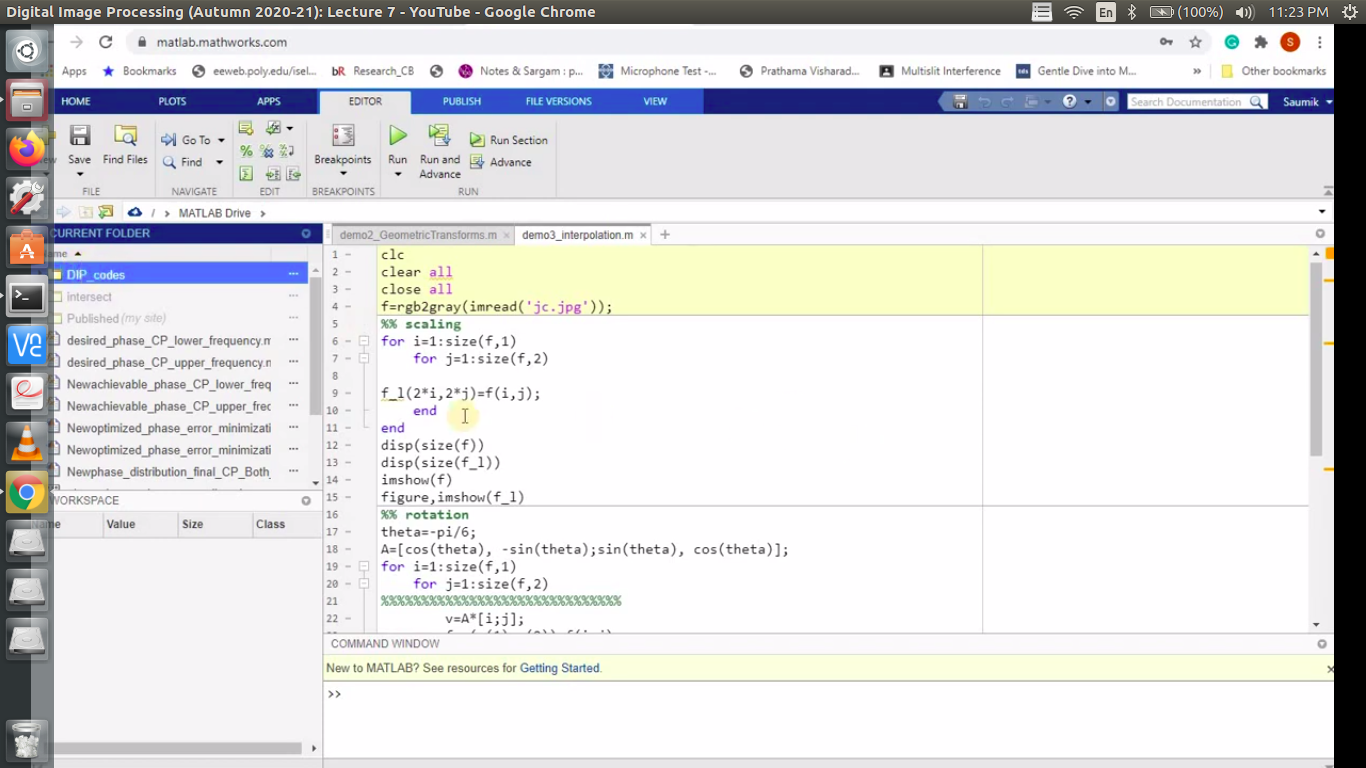 Digital Image Processing (Autumn 2020-21): Lecture 7 - YouTube - Google Chrome
En (100%) 11:23 PM
matlab.mathworks.com
S
Apps Bookmarks eeweb.poly.edu/isel... bR Research_CB Notes & Sargam : p... Microphone Test -... Prathama Visharad... Multislit Interference Gentle Dive into M... » Other bookmarks
HOME PLOTS APPS EDITOR PUBLISH FILE VERSIONS VIEW Search Documentation Saumik
Save Find Files Go To Find Breakpoints Run Run and Advance Run Section Advance
FILE NAVIGATE EDIT BREAKPOINTS RUN
/ > MATLAB Drive >
CURRENT FOLDER
DIP_codes
Intersect
Published (my site)
desired_phase_CP_lower_frequency.m
desired_phase_CP_upper_frequency.m
Newachievable_phase_CP_lower_freq
Newachievable_phase_CP_upper_frec
Newoptimized_phase_error_minimizati
Newoptimized_phase_error_minimizati
Newphase_distribution_final_CP_Both_
WORKSPACE
Value Size Class
demo2_GeometricTransforms.m × demo3_interpolation.m × +
1 - clc
2 - clear all
3 - close all
4 - f=rgb2gray(imread('jc.jpg'));
5 %% scaling
6 - for i=1:size(f,1)
7 - for j=1:size(f,2)
8
9 - f_l(2*i,2*j)=f(i,j);
10 - end
11 - end
12 - disp(size(f))
13 - disp(size(f_l))
14 - imshow(f)
15 - figure,imshow(f_l)
16 %% rotation
17 - theta=-pi/6;
18 - A=[cos(theta), -sin(theta);sin(theta), cos(theta)];
19 - for i=1:size(f,1)
20 - for j=1:size(f,2)
21 %%%%%%%%%%%%%%%%%%%%%%%%%%%%%%
22 - v=A*[i;j];
COMMAND WINDOW
New to MATLAB? See resources for Getting Started.
>>